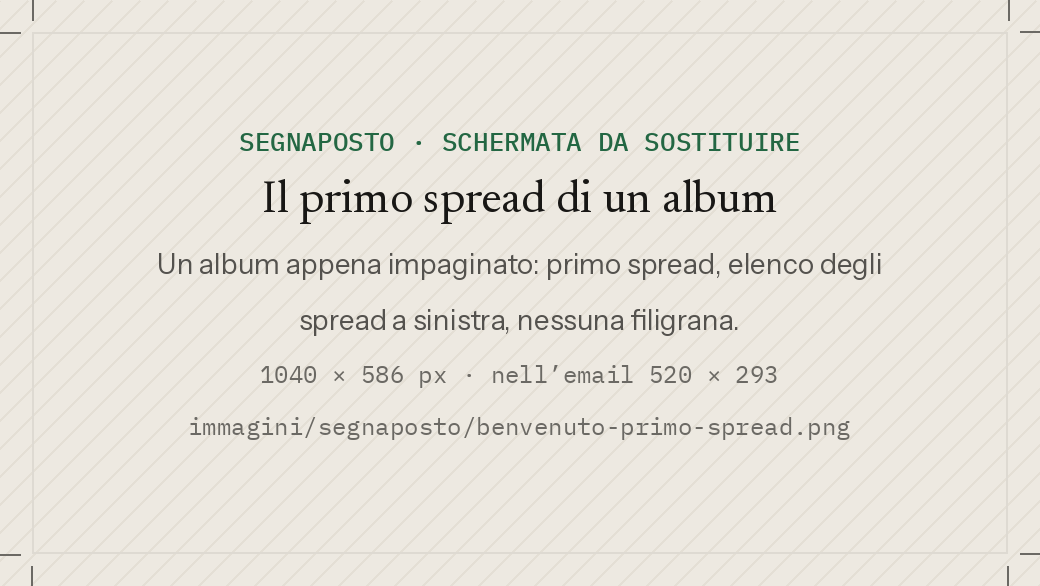 SEGNAPOSTO · SCHERMATA DA SOSTITUIRE
Il primo spread di un album
Un album appena impaginato: primo spread, elenco degli
spread a sinistra, nessuna filigrana.
1040 × 586 px · nell’email 520 × 293
immagini/segnaposto/benvenuto-primo-spread.png